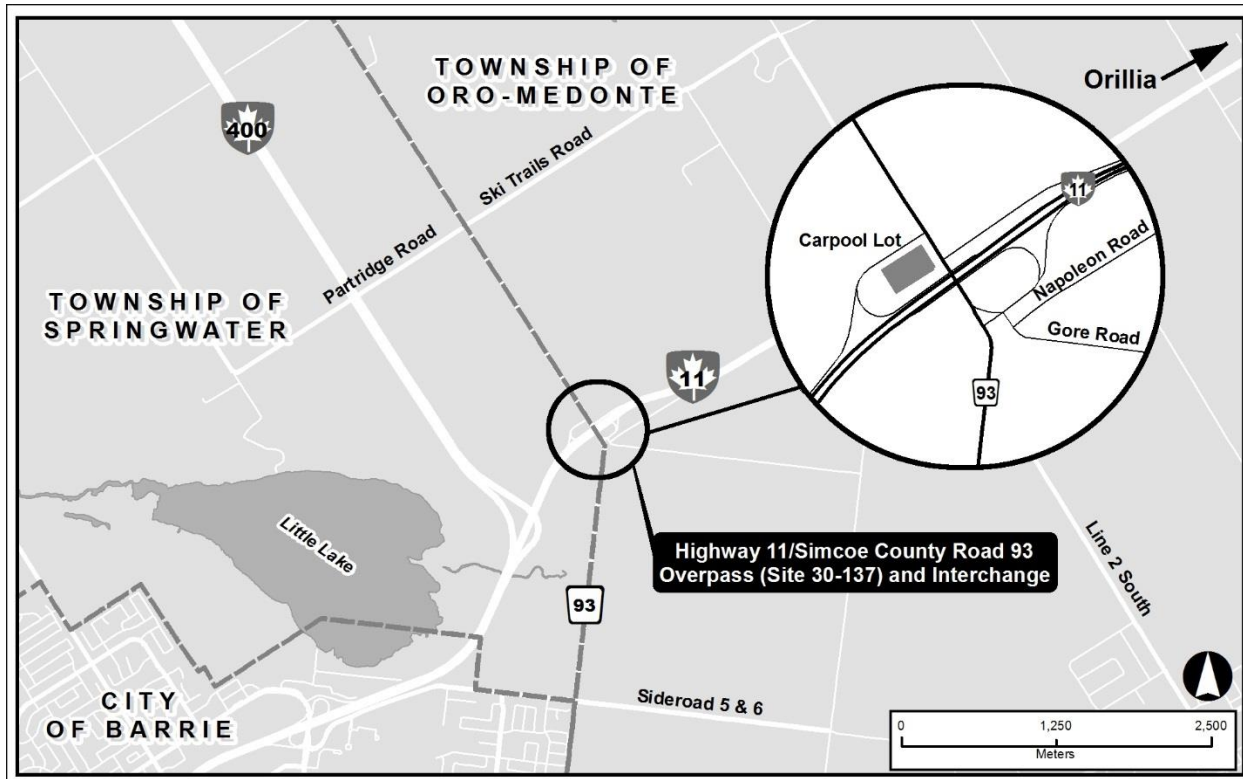 TOWNSHIP OF
ORO-MEDONTE
Orillia
400
Ski Trails Road
11
Carpool Lot
Partridge Road
Napoleon Road
TOWNSHIP OF
SPRINGWATER
Gore Road
11
93
Little Lake
Highway 11/Simcoe County Road 93
Overpass (Site 30-137) and Interchange
Line 2 South
93
CITY
OF BARRIE
Sideroad 5 & 6
0 1,250 2,500
Meters